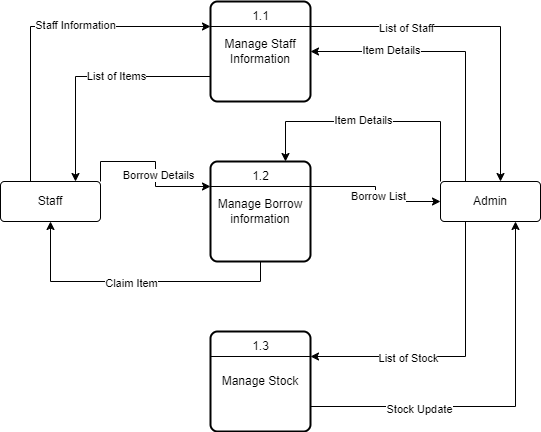 1.1
Staff Information
List of Staff
Manage Staff
Information
Item Details
List of Items
Item Details
1.2
Borrow Details
Staff
Manage Borrow
information
Borrow List
Admin
Claim Item
1.3
List of Stock
Manage Stock
Stock Update